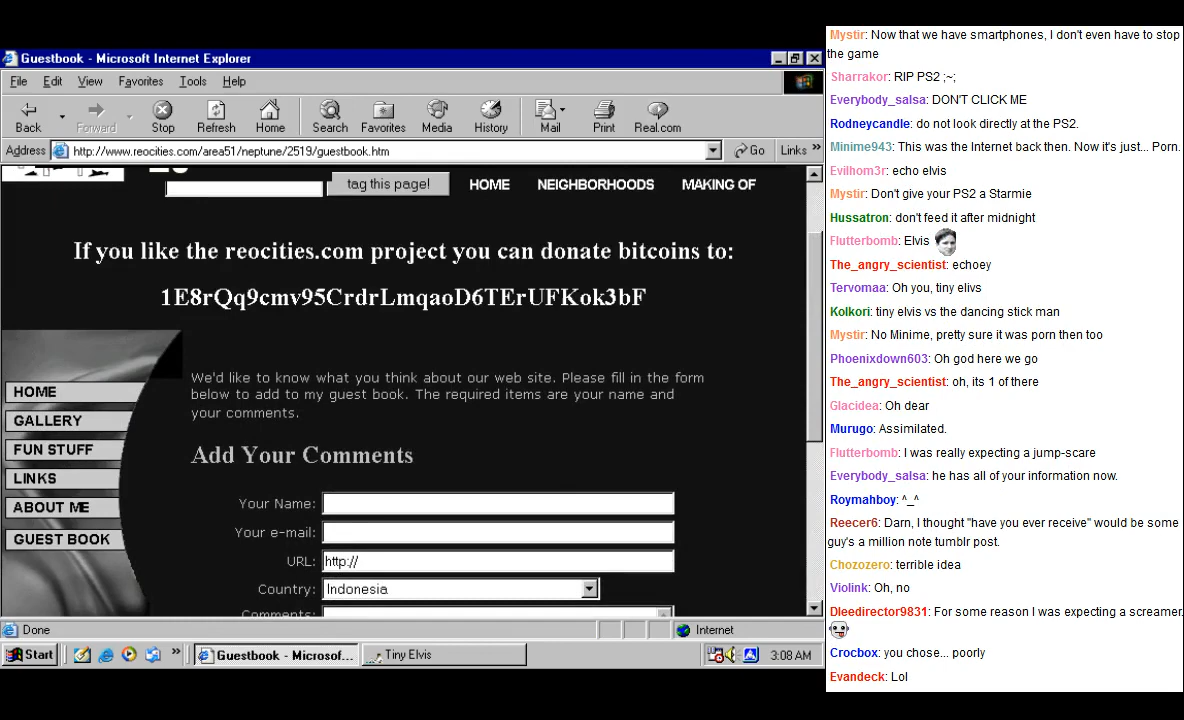 Guestbook - Microsoft Internet Explorer
File Edit View Favorites Tools Help
Back Forward Stop Refresh Home Search Favorites Media History Mail Print Real.com
Address http://www.reocities.com/area51/neptune/2519/guestbook.htm Go Links »
tag this page! HOME NEIGHBORHOODS MAKING OF
If you like the reocities.com project you can donate bitcoins to:
1E8rQq9cmv95CrdrLmqaoD6TErUFKok3bF
HOME
GALLERY
FUN STUFF
LINKS
ABOUT ME
GUEST BOOK
We'd like to know what you think about our web site. Please fill in the form
below to add to my guest book. The required items are your name and
your comments.
Add Your Comments
Your Name:
Your e-mail:
URL: http://
Country: Indonesia
Comments:
Done Internet
Start » Guestbook - Microsof... Tiny Elvis 3:08 AM
Mystir: Now that we have smartphones, I don't even have to stop
the game
Sharrakor: RIP PS2 ;~;
Everybody_salsa: DON'T CLICK ME
Rodneycandle: do not look directly at the PS2.
Minime943: This was the Internet back then. Now it's just... Porn.
Evilhom3r: echo elvis
Mystir: Don't give your PS2 a Starmie
Hussatron: don't feed it after midnight
Flutterbomb: Elvis
The_angry_scientist: echoey
Tervomaa: Oh you, tiny elivs
Kolkori: tiny elvis vs the dancing stick man
Mystir: No Minime, pretty sure it was porn then too
Phoenixdown603: Oh god here we go
The_angry_scientist: oh, its 1 of there
Glacidea: Oh dear
Murugo: Assimilated.
Flutterbomb: I was really expecting a jump-scare
Everybody_salsa: he has all of your information now.
Roymahboy: ^_^
Reecer6: Darn, I thought "have you ever receive" would be some
guy's a million note tumblr post.
Chozozero: terrible idea
Violink: Oh, no
Dleedirector9831: For some reason I was expecting a screamer.
Crocbox: you chose... poorly
Evandeck: Lol